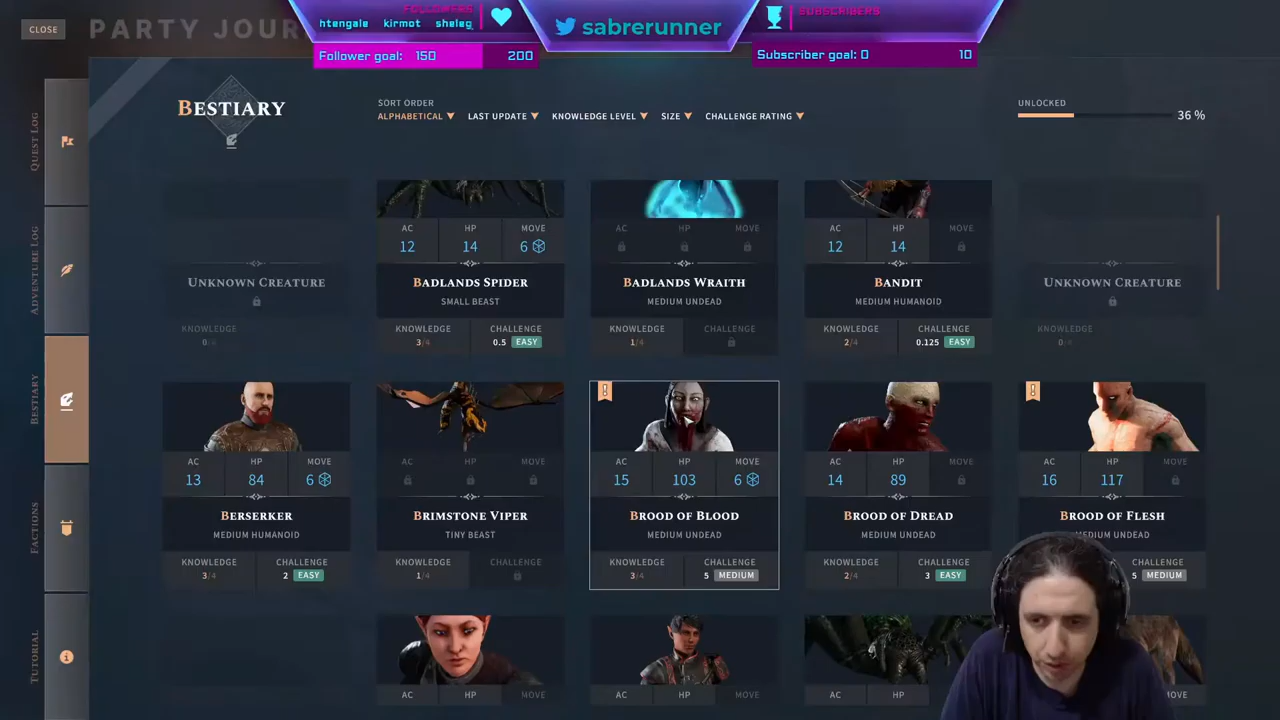 CLOSE
PARTY JOUR
FOLLOWERS
htengale kirmot sheleg
Follower goal: 150 200
sabrerunner
SUBSCRIBERS
Subscriber goal: 0 10
QUEST LOG
ADVENTURE LOG
BESTIARY
FACTIONS
TUTORIAL
BESTIARY
SORT ORDER
ALPHABETICAL LAST UPDATE KNOWLEDGE LEVEL SIZE CHALLENGE RATING
UNLOCKED
36 %
UNKNOWN CREATURE
KNOWLEDGE
0/4
AC HP MOVE
12 14 6
BADLANDS SPIDER
SMALL BEAST
KNOWLEDGE CHALLENGE
3/4 0.5 EASY
AC HP MOVE
BADLANDS WRAITH
MEDIUM UNDEAD
KNOWLEDGE CHALLENGE
1/4
AC HP MOVE
12 14
BANDIT
MEDIUM HUMANOID
KNOWLEDGE CHALLENGE
2/4 0.125 EASY
UNKNOWN CREATURE
KNOWLEDGE
0/4
AC HP MOVE
13 84 6
BERSERKER
MEDIUM HUMANOID
KNOWLEDGE CHALLENGE
3/4 2 EASY
AC HP MOVE
BRIMSTONE VIPER
TINY BEAST
KNOWLEDGE CHALLENGE
1/4
AC HP MOVE
15 103 6
BROOD OF BLOOD
MEDIUM UNDEAD
KNOWLEDGE CHALLENGE
3/4 5 MEDIUM
AC HP MOVE
14 89
BROOD OF DREAD
MEDIUM UNDEAD
KNOWLEDGE CHALLENGE
2/4 3 EASY
AC HP MOVE
16 117
BROOD OF FLESH
MEDIUM UNDEAD
5 MEDIUM
AC HP MOVE
AC HP MOVE
AC HP
MOVE